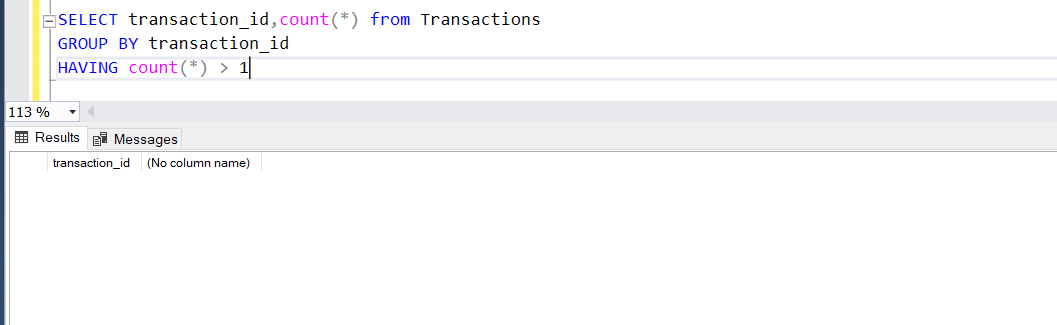 SELECT transaction_id,count(*) from Transactions
GROUP BY transaction_id
HAVING count(*) > 1
113 %
Results Messages
transaction_id (No column name)